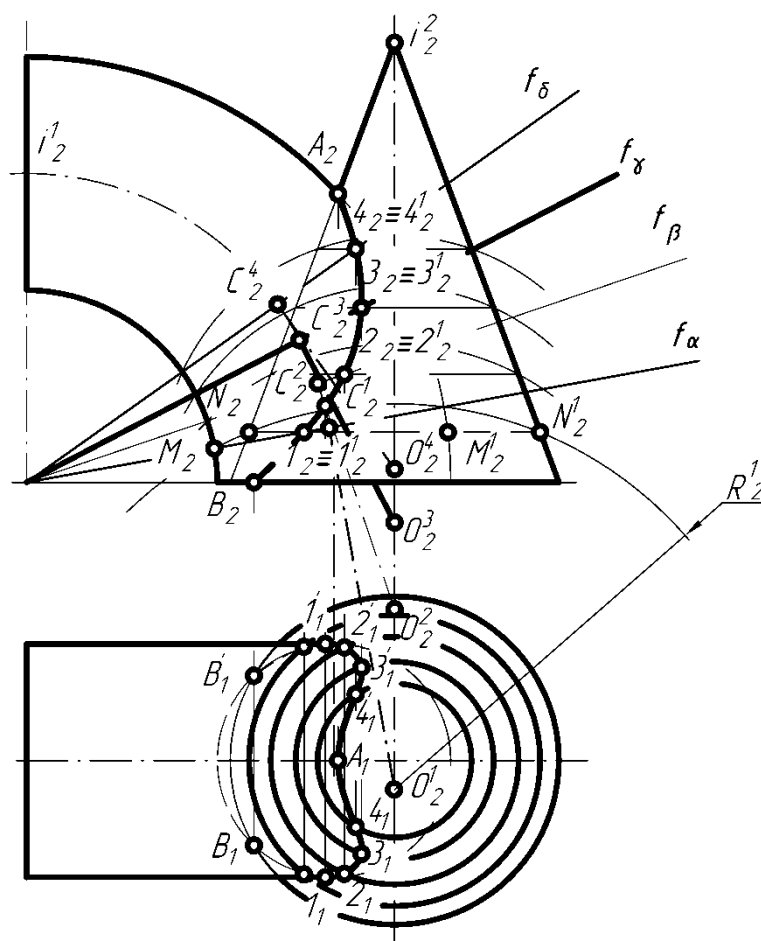 i₂²
f_δ
i₂¹
A₂
f_γ
4₂≡4₂¹
f_β
3₂≡3₂¹
C₂⁴
C₂³
2₂≡2₂¹
f_α
C₂²
C₂¹
N₂
N₂¹
M₂
1₂≡1₂¹
O₂⁴
M₂¹
B₂
R₂¹
O₂³
1₁′
2₁′
O₂²
B₁′
3₁′
4₁′
A₁
O₂¹
4₁
B₁
3₁
2₁
1₁